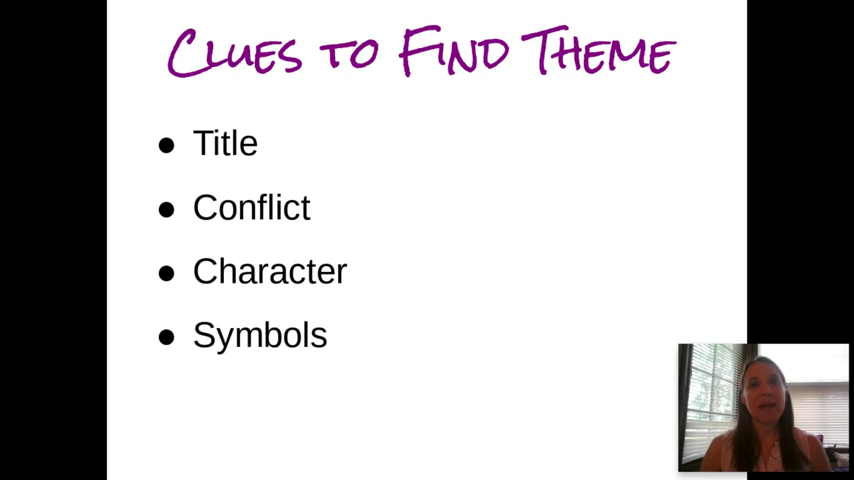 Clues to Find Theme
● Title
● Conflict
● Character
● Symbols